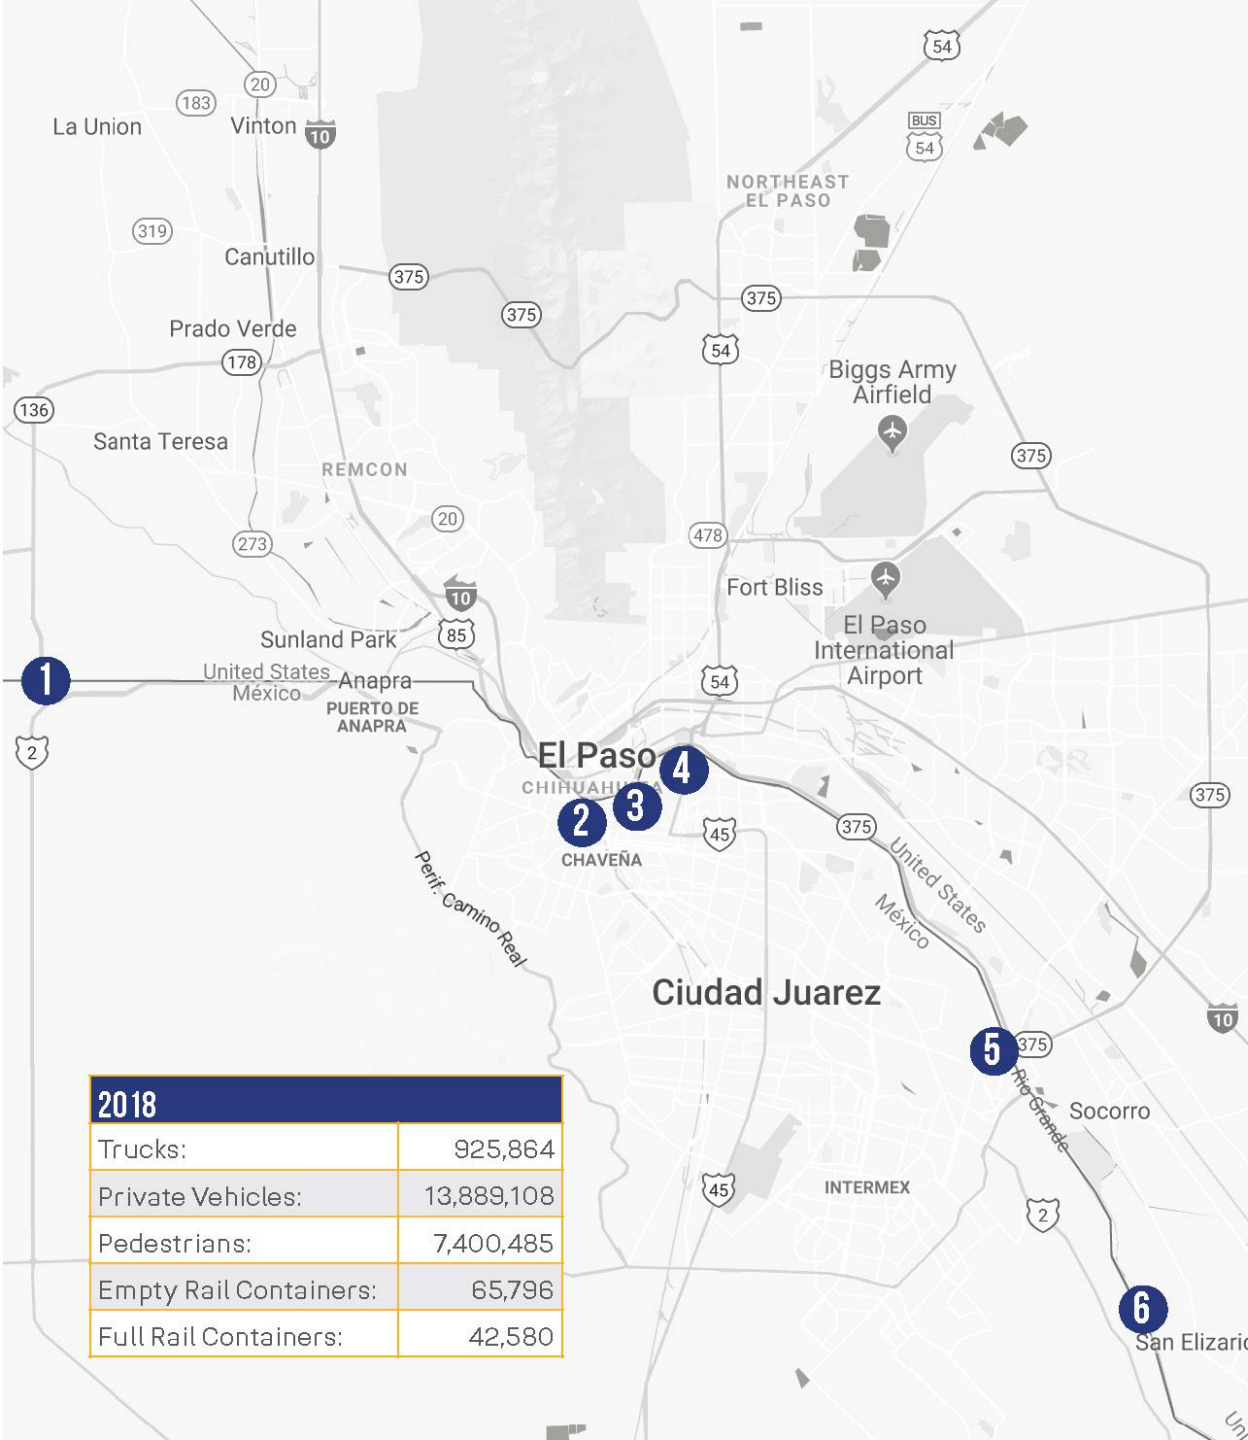 54
20
183
La Union
Vinton
10
BUS
54
NORTHEAST
EL PASO
319
Canutillo
375
375
375
Prado Verde
178
54
Biggs Army
Airfield
136
Santa Teresa
REMCON
375
20
273
478
Fort Bliss
10
85
El Paso
International
Airport
Sunland Park
1
United States
México
Anapra
54
PUERTO DE
ANAPRA
2
El Paso
4
CHIHUAHU
3
2
375
45
375
CHAVEÑA
United States
México
Perif. Camino Real
Ciudad Juarez
10
5
375
Rio Grande
Socorro
2018
Trucks: 925,864
Private Vehicles: 13,889,108
Pedestrians: 7,400,485
Empty Rail Containers: 65,796
Full Rail Containers: 42,580
45
INTERMEX
2
6
San Elizario